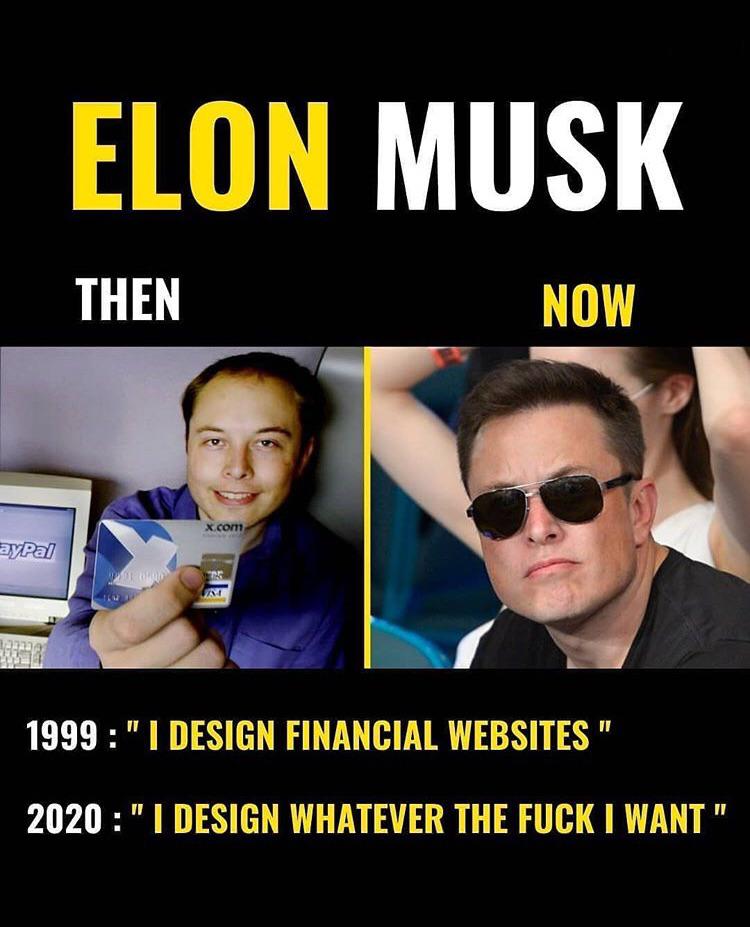 ELON MUSK
THEN
NOW
ayPal
x.com
VISA
1999 : " I DESIGN FINANCIAL WEBSITES "
2020 : " I DESIGN WHATEVER THE FUCK I WANT "